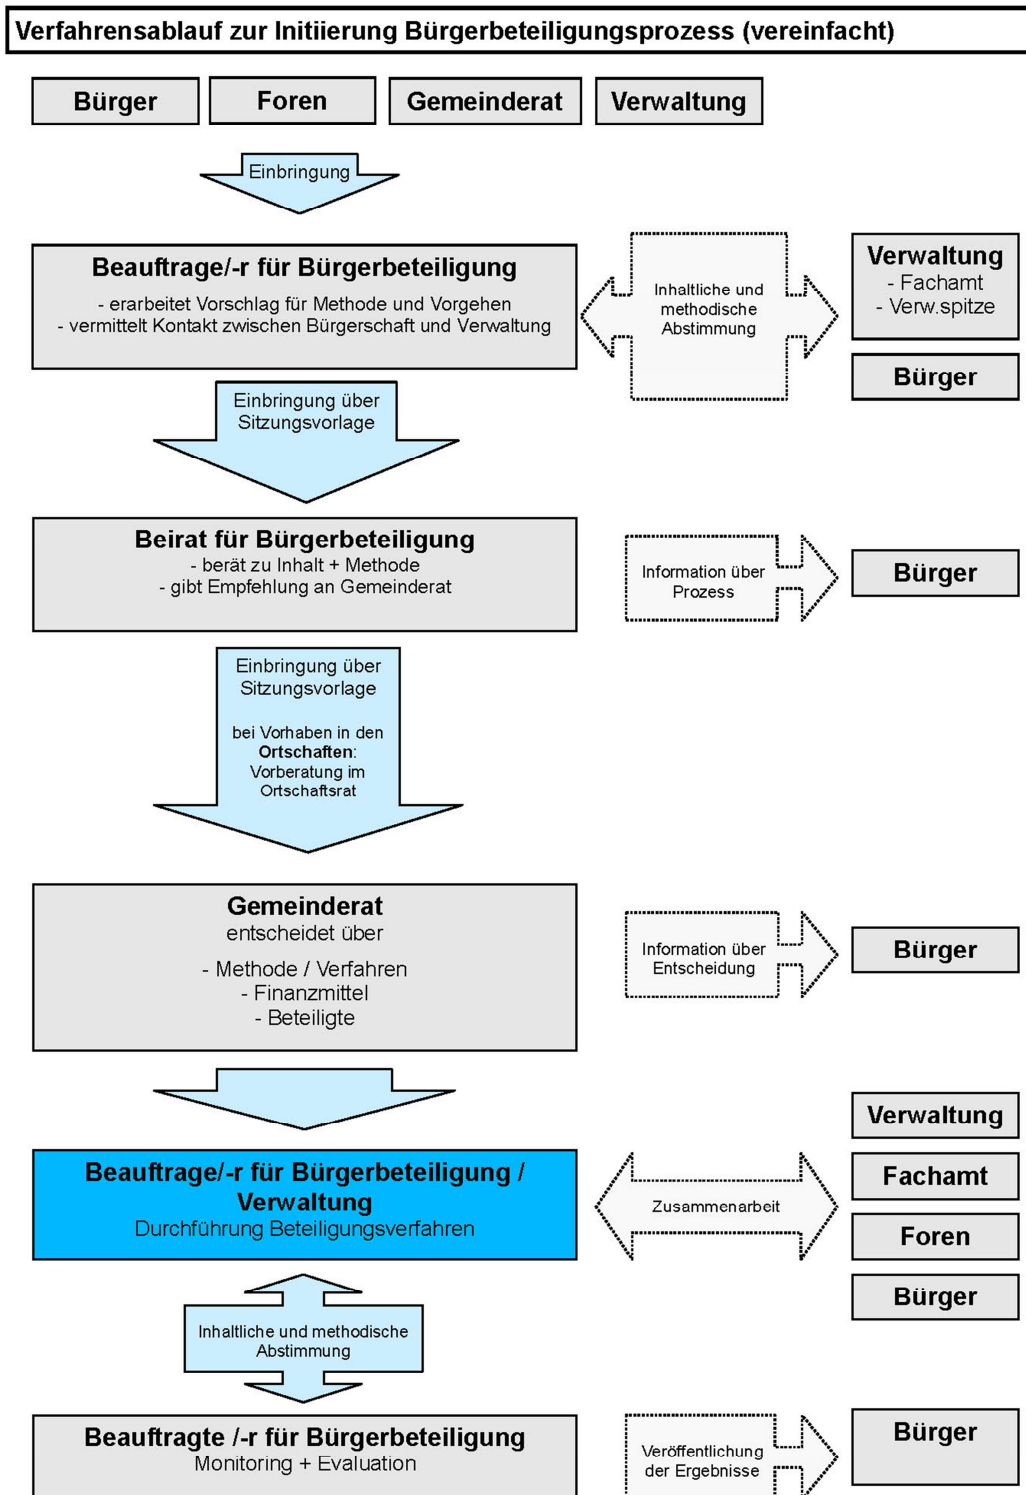 Verfahrensablauf zur Initiierung Bürgerbeteiligungsprozess (vereinfacht)
Bürger
Foren
Gemeinderat
Verwaltung
Einbringung
Beauftrage/-r für Bürgerbeteiligung
- erarbeitet Vorschlag für Methode und Vorgehen
- vermittelt Kontakt zwischen Bürgerschaft und Verwaltung
Inhaltliche und
methodische
Abstimmung
Verwaltung
- Fachamt
- Verw.spitze
Bürger
Einbringung über
Sitzungsvorlage
Beirat für Bürgerbeteiligung
- berät zu Inhalt + Methode
- gibt Empfehlung an Gemeinderat
Information über
Prozess
Bürger
Einbringung über
Sitzungsvorlage
bei Vorhaben in den
Ortschaften:
Vorberatung im
Ortschaftsrat
Gemeinderat
entscheidet über
- Methode / Verfahren
- Finanzmittel
- Beteiligte
Information über
Entscheidung
Bürger
Beauftrage/-r für Bürgerbeteiligung /
Verwaltung
Durchführung Beteiligungsverfahren
Zusammenarbeit
Verwaltung
Fachamt
Foren
Bürger
Inhaltliche und methodische
Abstimmung
Beauftragte /-r für Bürgerbeteiligung
Monitoring + Evaluation
Veröffentlichung
der Ergebnisse
Bürger